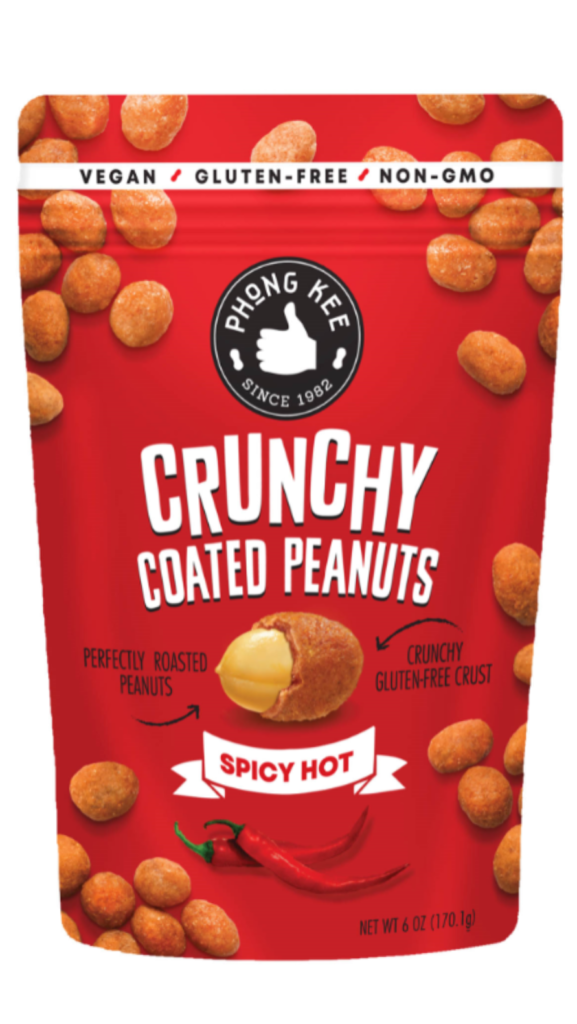 VEGAN / GLUTEN-FREE / NON-GMO
PHONG KEE
SINCE 1982
CRUNCHY
COATED PEANUTS
PERFECTLY ROASTED
PEANUTS
CRUNCHY
GLUTEN-FREE CRUST
SPICY HOT
NET WT 6 OZ (170.1g)